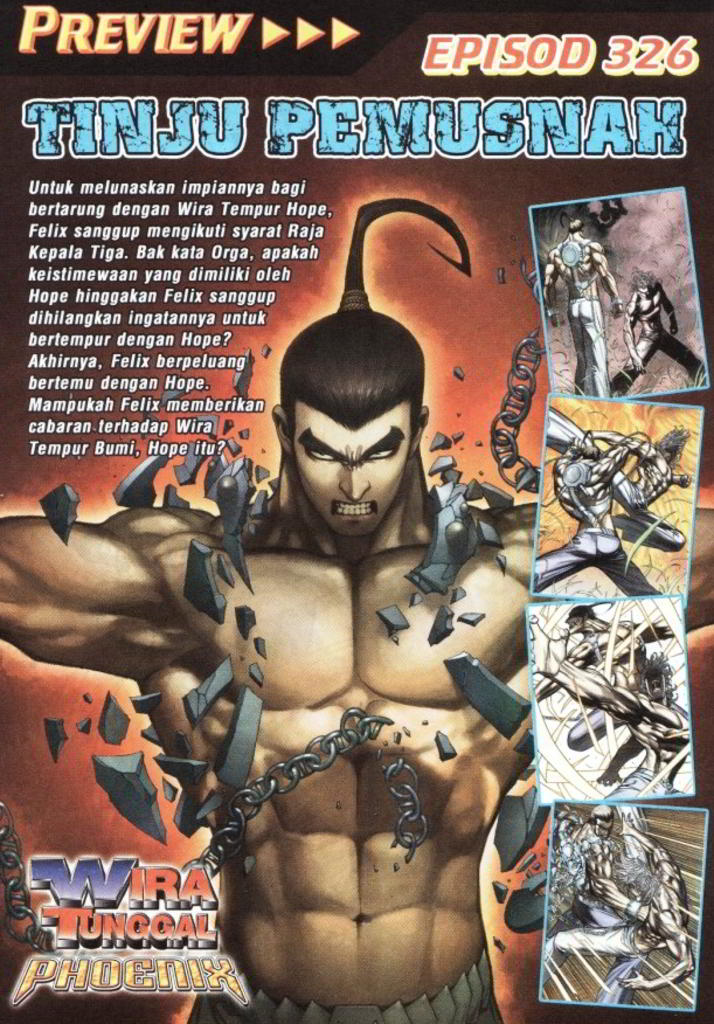 PREVIEW
EPISOD 326
TINJU PEMUSNAH
Untuk melunaskan impiannya bagi
bertarung dengan Wira Tempur Hope,
Felix sanggup mengikuti syarat Raja
Kepala Tiga. Bak kata Orga, apakah
keistimewaan yang dimiliki oleh
Hope hinggakan Felix sanggup
dihilangkan ingatannya untuk
bertempur dengan Hope?
Akhirnya, Felix berpeluang
bertemu dengan Hope.
Mampukah Felix memberikan
cabaran terhadap Wira
Tempur Bumi, Hope itu?
WIRA
TUNGGAL
PHOENIX